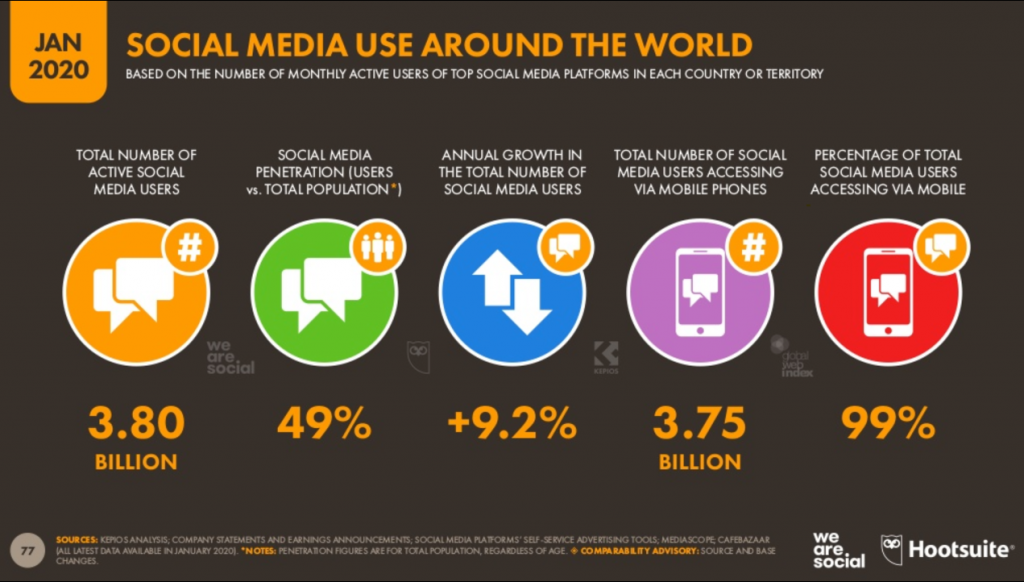 JAN
2020
SOCIAL MEDIA USE AROUND THE WORLD
BASED ON THE NUMBER OF MONTHLY ACTIVE USERS OF TOP SOCIAL MEDIA PLATFORMS IN EACH COUNTRY OR TERRITORY
TOTAL NUMBER OF
ACTIVE SOCIAL
MEDIA USERS
SOCIAL MEDIA
PENETRATION (USERS
vs. TOTAL POPULATION*)
ANNUAL GROWTH IN
THE TOTAL NUMBER OF
SOCIAL MEDIA USERS
TOTAL NUMBER OF SOCIAL
MEDIA USERS ACCESSING
VIA MOBILE PHONES
PERCENTAGE OF TOTAL
SOCIAL MEDIA USERS
ACCESSING VIA MOBILE
#
#
we
are
social
KEPIOS
global
web
index
3.80
BILLION
49%
+9.2%
3.75
BILLION
99%
77
SOURCES: KEPIOS ANALYSIS; COMPANY STATEMENTS AND EARNINGS ANNOUNCEMENTS; SOCIAL MEDIA PLATFORMS' SELF-SERVICE ADVERTISING TOOLS; MEDIASCOPE; CAFEBAZAAR
(ALL LATEST DATA AVAILABLE IN JANUARY 2020). *NOTES: PENETRATION FIGURES ARE FOR TOTAL POPULATION, REGARDLESS OF AGE. COMPARABILITY ADVISORY: SOURCE AND BASE
CHANGES.
we
are
social
Hootsuite®